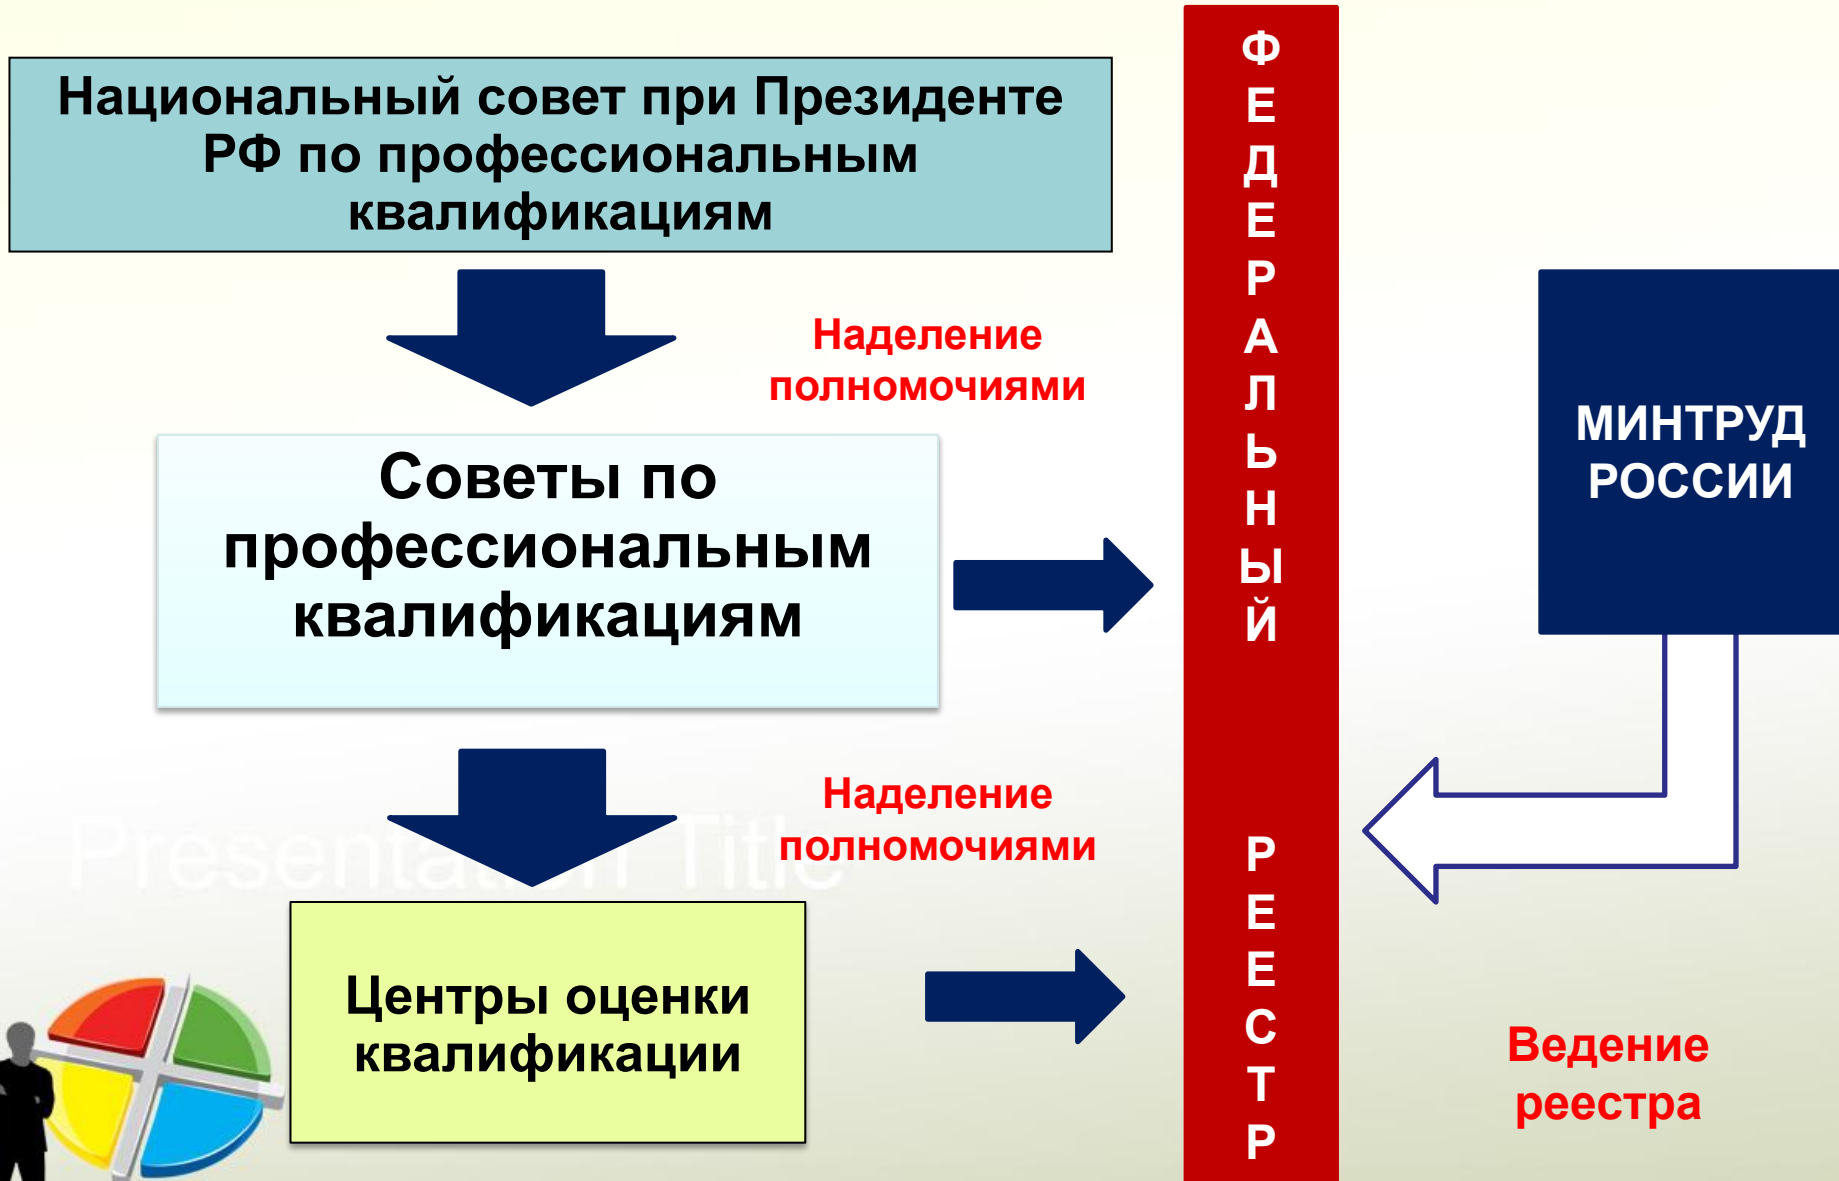 Национальный совет при Президенте
РФ по профессиональным
квалификациям
Наделение
полномочиями
Советы по
профессиональным
квалификациям
Наделение
полномочиями
Presentation Title
Центры оценки
квалификации
Ф
Е
Д
Е
Р
А
Л
Ь
Н
Ы
Й
Р
Е
Е
С
Т
Р
МИНТРУД
РОССИИ
Ведение
реестра